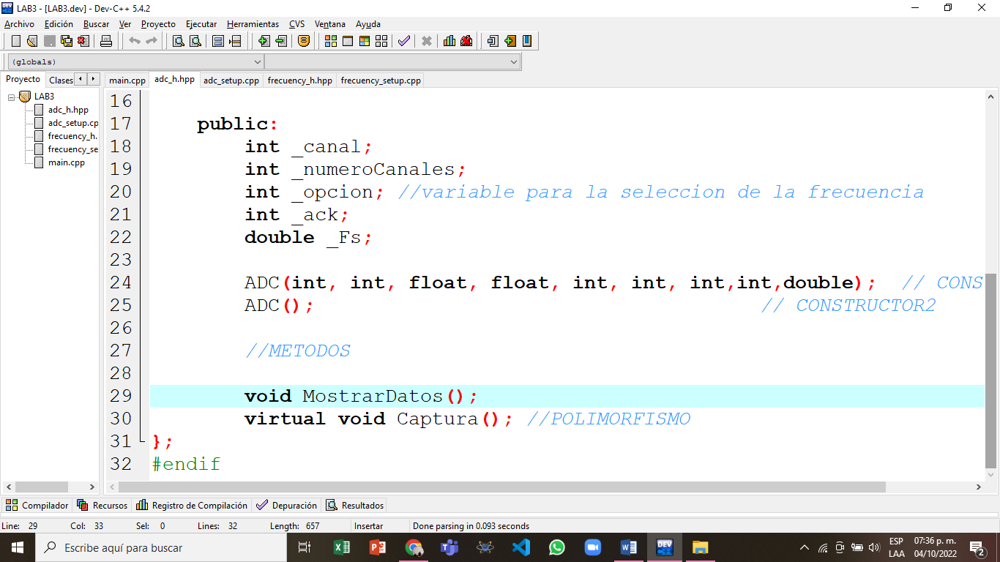 LAB3 - [LAB3.dev] - Dev-C++ 5.4.2
Archivo Edición Buscar Ver Proyecto Ejecutar Herramientas CVS Ventana Ayuda
(globals)
Proyecto Clases main.cpp adc_h.hpp adc_setup.cpp frecuency_h.hpp frecuency_setup.cpp
LAB3
adc_h.hpp
adc_setup.cp
frecuency_h.
frecuency_se
main.cpp
16
17 public:
18 int _canal;
19 int _numeroCanales;
20 int _opcion; //variable para la seleccion de la frecuencia
21 int _ack;
22 double _Fs;
23
24 ADC(int, int, float, float, int, int, int,int,double); // CONS
25 ADC(); // CONSTRUCTOR2
26
27 //METODOS
28
29 void MostrarDatos();
30 virtual void Captura(); //POLIMORFISMO
31 };
32 #endif
Compilador Recursos Registro de Compilación Depuración Resultados
Line: 29 Col: 33 Sel: 0 Lines: 32 Length: 657 Insertar Done parsing in 0.093 seconds
Escribe aquí para buscar
ESP 07:36 p. m.
LAA 04/10/2022
2